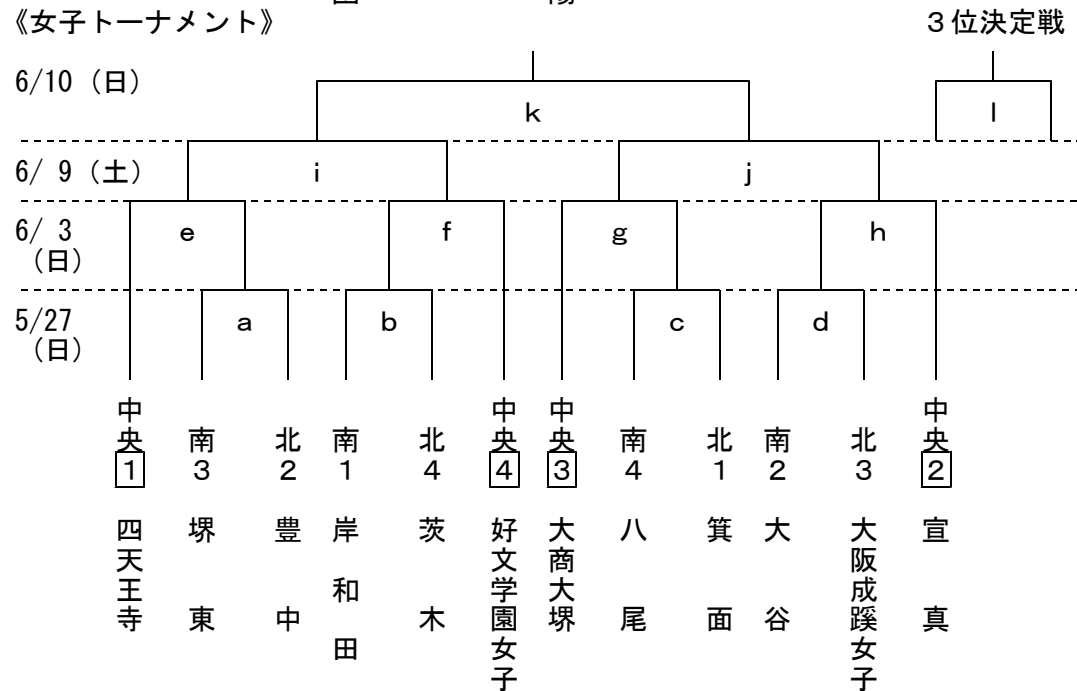 《女子トーナメント》
3位決定戦
6/10（日）
k
l
6/ 9（土）
i
j
6/ 3
（日）
e
f
g
h
5/27
（日）
a
b
c
d
中央1 四天王寺
南3 堺東
北2 豊中
南1 岸和田
北4 茨木
中央4 好文学園女子
中央3 大商大堺
南4 八尾
北1 箕面
南2 大谷
北3 大阪成蹊女子
中央2 宣真